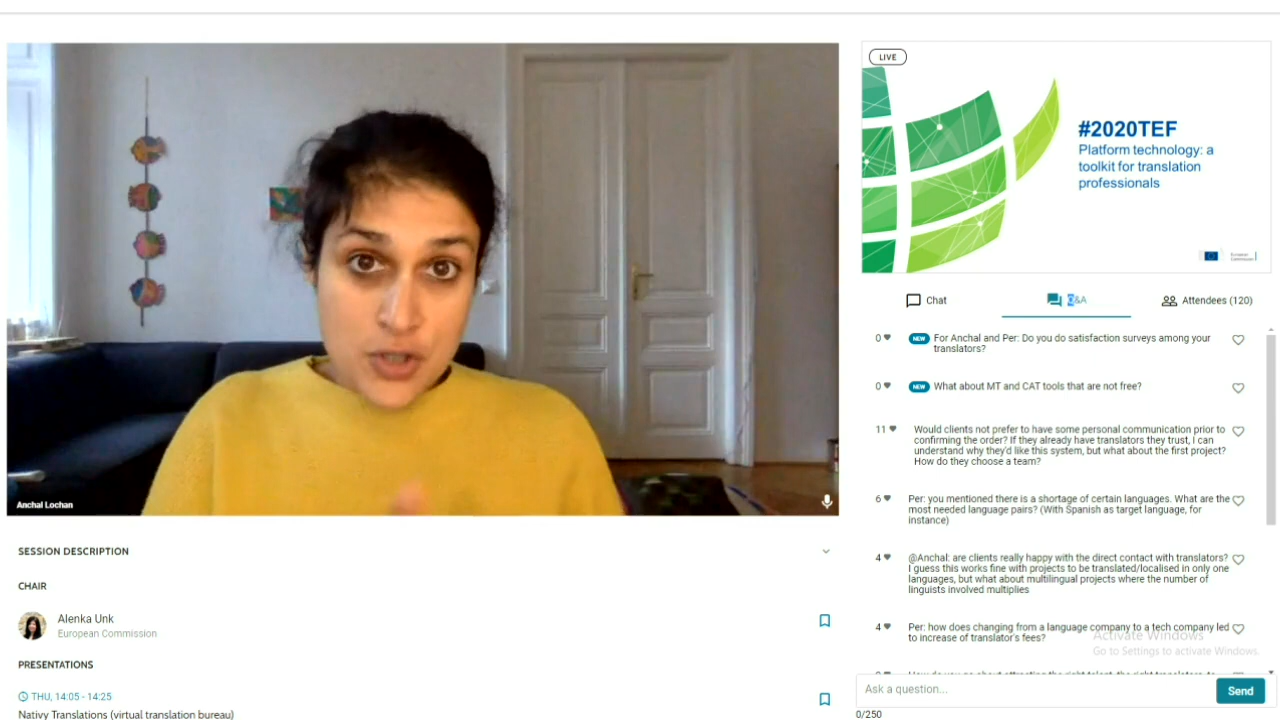 Anchal Lochan
SESSION DESCRIPTION
CHAIR
Alenka Unk
European Commission
PRESENTATIONS
THU, 14:05 - 14:25
Nativy Translations (virtual translation bureau)
LIVE
#2020TEF
Platform technology: a
toolkit for translation
professionals
European
Commission
Chat
Q&A
Attendees (120)
0
NEW For Anchal and Per: Do you do satisfaction surveys among your
translators?
0
NEW What about MT and CAT tools that are not free?
11
Would clients not prefer to have some personal communication prior to
confirming the order? If they already have translators they trust, I can
understand why they'd like this system, but what about the first project?
How do they choose a team?
6
Per: you mentioned there is a shortage of certain languages. What are the
most needed language pairs? (With Spanish as target language, for
instance)
4
@Anchal: are clients really happy with the direct contact with translators?
I guess this works fine with projects to be translated/localised in only one
languages, but what about multilingual projects where the number of
linguists involved multiplies
4
Per: how does changing from a language company to a tech company led
to increase of translator's fees?
Activate Windows
Go to Settings to activate Windows.
Ask a question...
Send
0/250